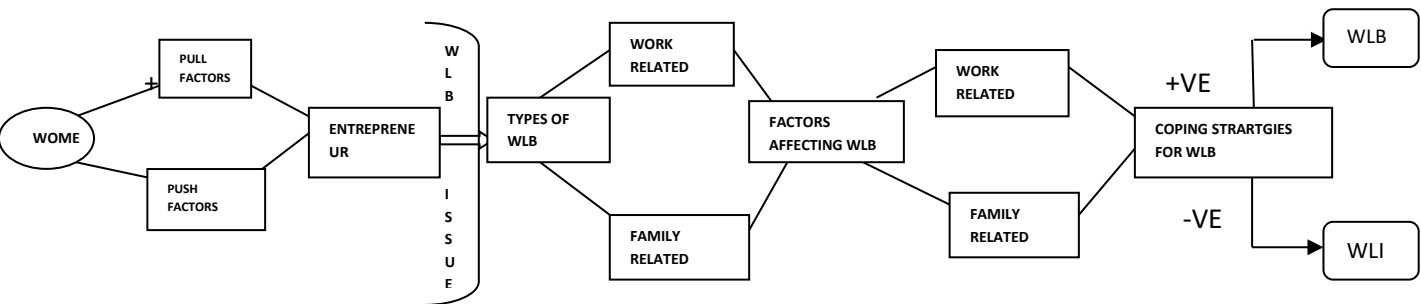 WOME
+
PULL
FACTORS
PUSH
FACTORS
ENTREPRENE
UR
W
L
B
I
S
S
U
E
TYPES OF
WLB
WORK
RELATED
FAMILY
RELATED
FACTORS
AFFECTING WLB
WORK
RELATED
FAMILY
RELATED
+VE
COPING STRARTGIES
FOR WLB
-VE
WLB
WLI